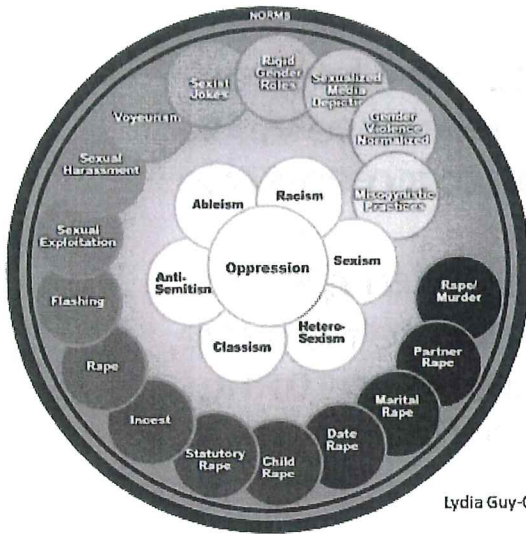 NORMS
Rigid
Gender
Roles
Sexualized
Media
Depictions
Gender
Violence
Normalized
Misogynistic
Practices
Sexist
Jokes
Voyeurism
Sexual
Harassment
Sexual
Exploitation
Flashing
Rape
Incest
Statutory
Rape
Child
Rape
Date
Rape
Marital
Rape
Partner
Rape
Rape/
Murder
Oppression
Ableism
Racism
Sexism
Hetero-
Sexism
Classism
Anti-
Semitism
Lydia Guy-